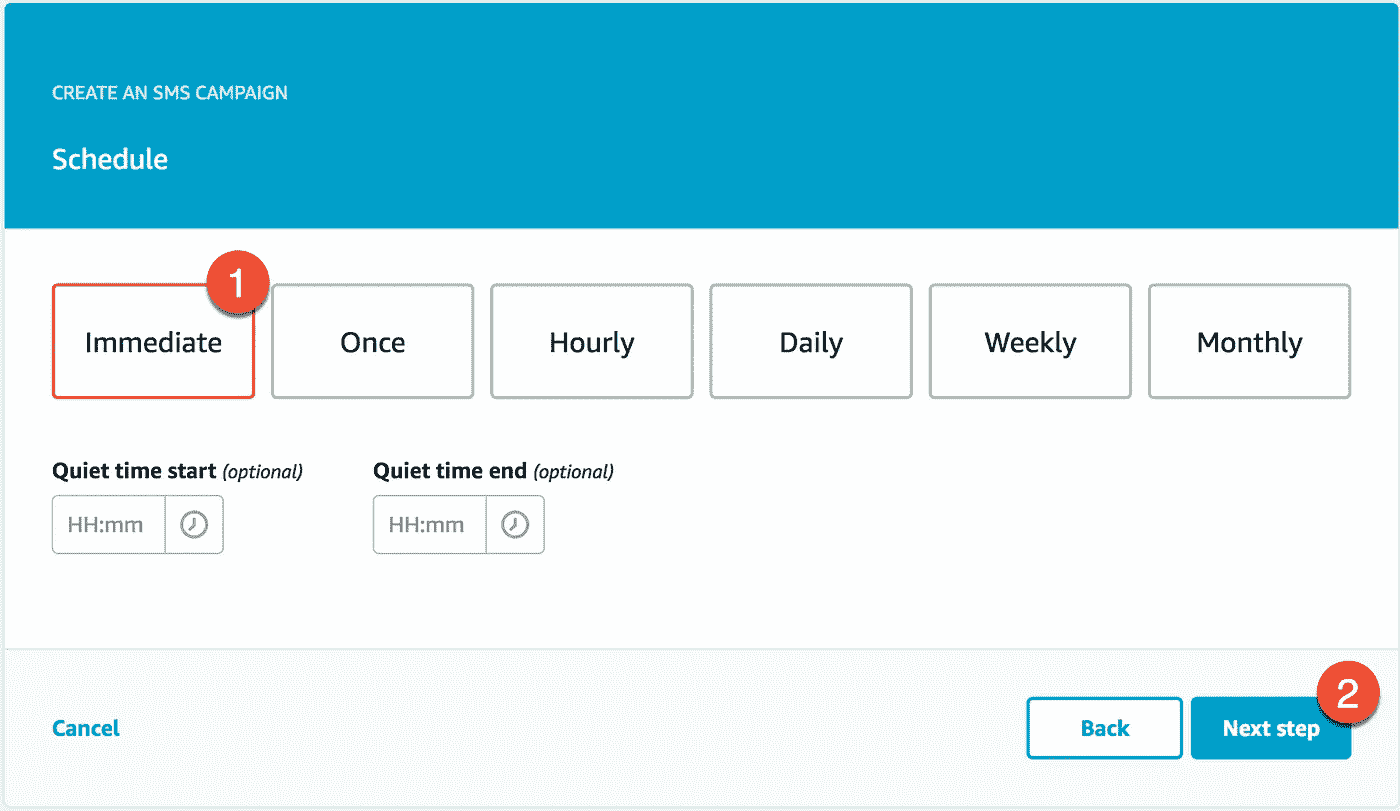 CREATE AN SMS CAMPAIGN
Schedule
1
Immediate
Once
Hourly
Daily
Weekly
Monthly
Quiet time start (optional)
Quiet time end (optional)
HH:mm
HH:mm
2
Cancel
Back
Next step